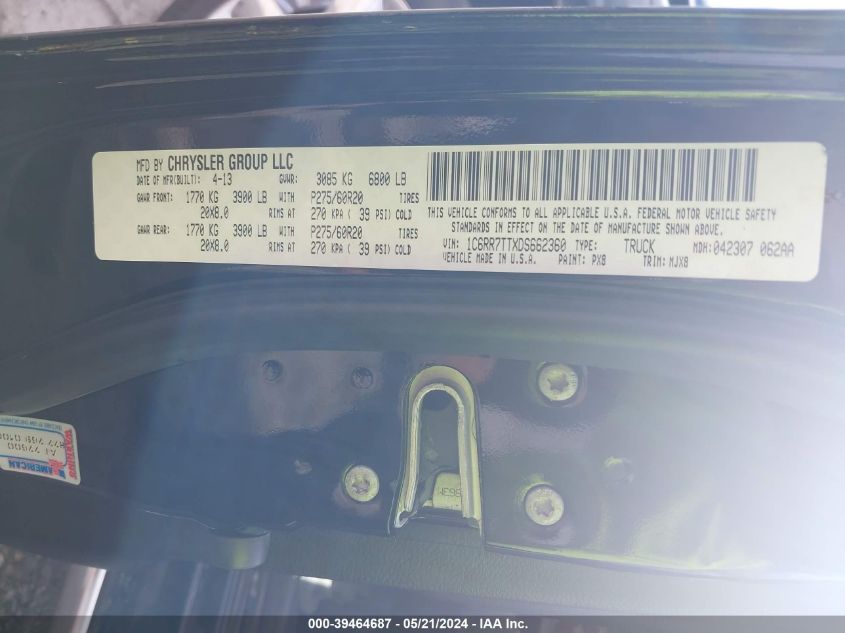 MFD BY CHRYSLER GROUP LLC
DATE OF MFR(BUILT): 4-13 GVWR: 3085 KG 6800 LB
GAWR FRONT: 1770 KG 3900 LB WITH P275/60R20 TIRES
20X8.0 RIMS AT 270 KPA ( 39 PSI) COLD
GAWR REAR: 1770 KG 3900 LB WITH P275/60R20 TIRES
20X8.0 RIMS AT 270 KPA ( 39 PSI) COLD
THIS VEHICLE CONFORMS TO ALL APPLICABLE U.S.A. FEDERAL MOTOR VEHICLE SAFETY
STANDARDS IN EFFECT ON THE DATE OF MANUFACTURE SHOWN ABOVE.
VIN: 1C6RR7TTXDS662360 TYPE: TRUCK MDH: 042307 062AA
VEHICLE MADE IN U.S.A. PAINT: PX8 TRIM: MJX8
AMERICAN
000-39464687 - 05/21/2024 - IAA Inc.